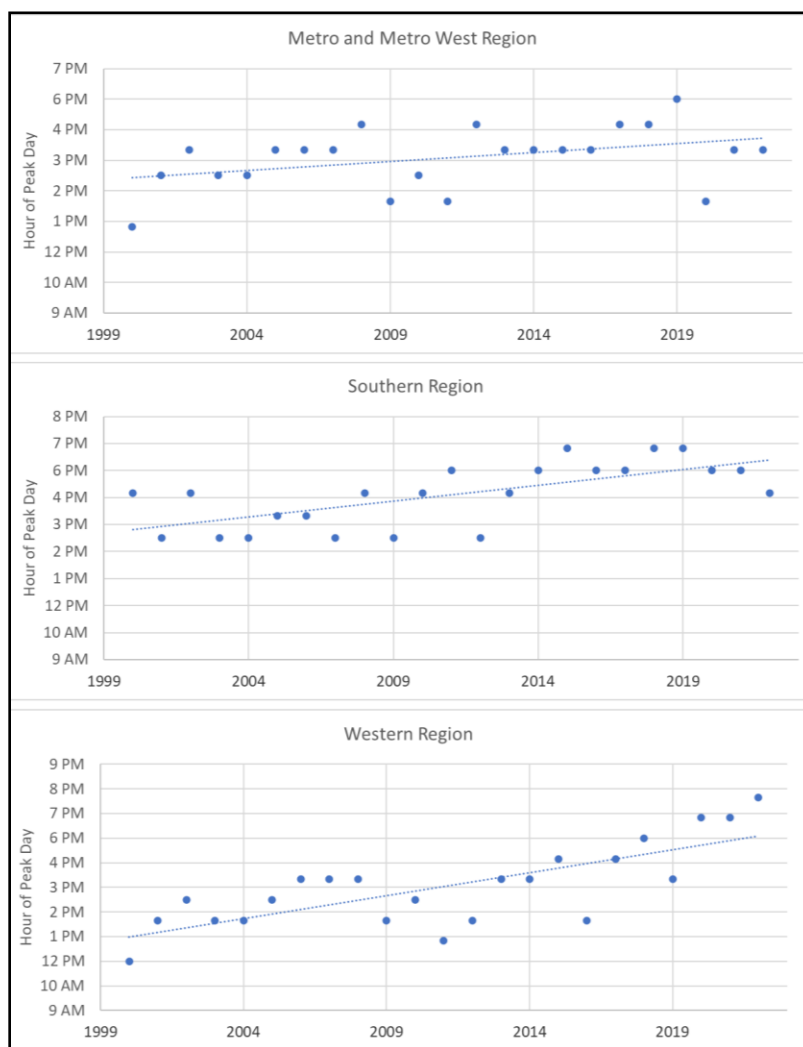 Metro and Metro West Region
Hour of Peak Day
7 PM
6 PM
4 PM
3 PM
2 PM
1 PM
12 PM
10 AM
9 AM
1999 2004 2009 2014 2019
Southern Region
Hour of Peak Day
8 PM
7 PM
6 PM
4 PM
3 PM
2 PM
1 PM
12 PM
10 AM
9 AM
1999 2004 2009 2014 2019
Western Region
Hour of Peak Day
9 PM
8 PM
7 PM
6 PM
4 PM
3 PM
2 PM
1 PM
12 PM
10 AM
9 AM
1999 2004 2009 2014 2019